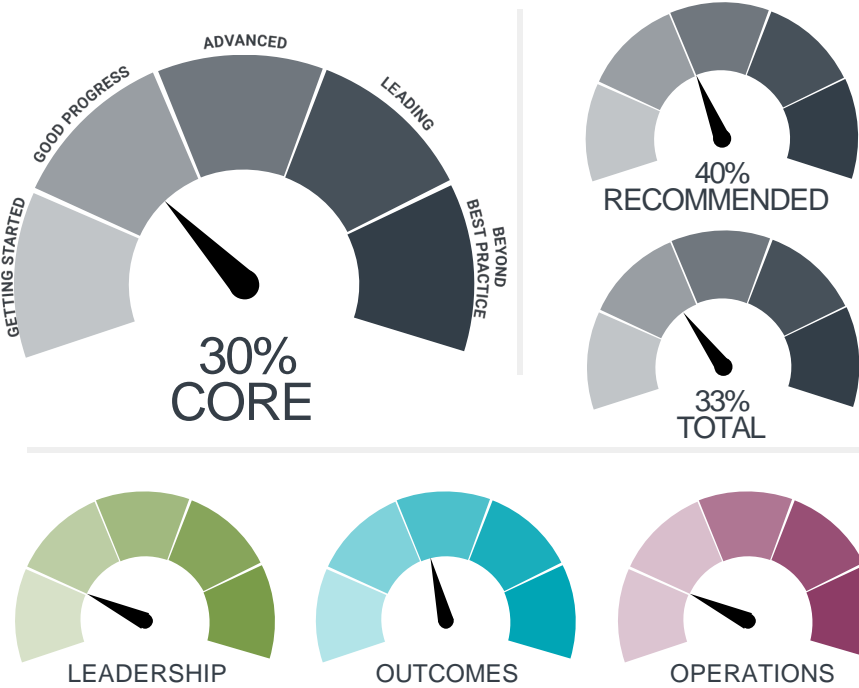 GETTING STARTED
GOOD PROGRESS
ADVANCED
LEADING
BEYOND
BEST PRACTICE
30%
CORE
40%
RECOMMENDED
33%
TOTAL
LEADERSHIP
OUTCOMES
OPERATIONS